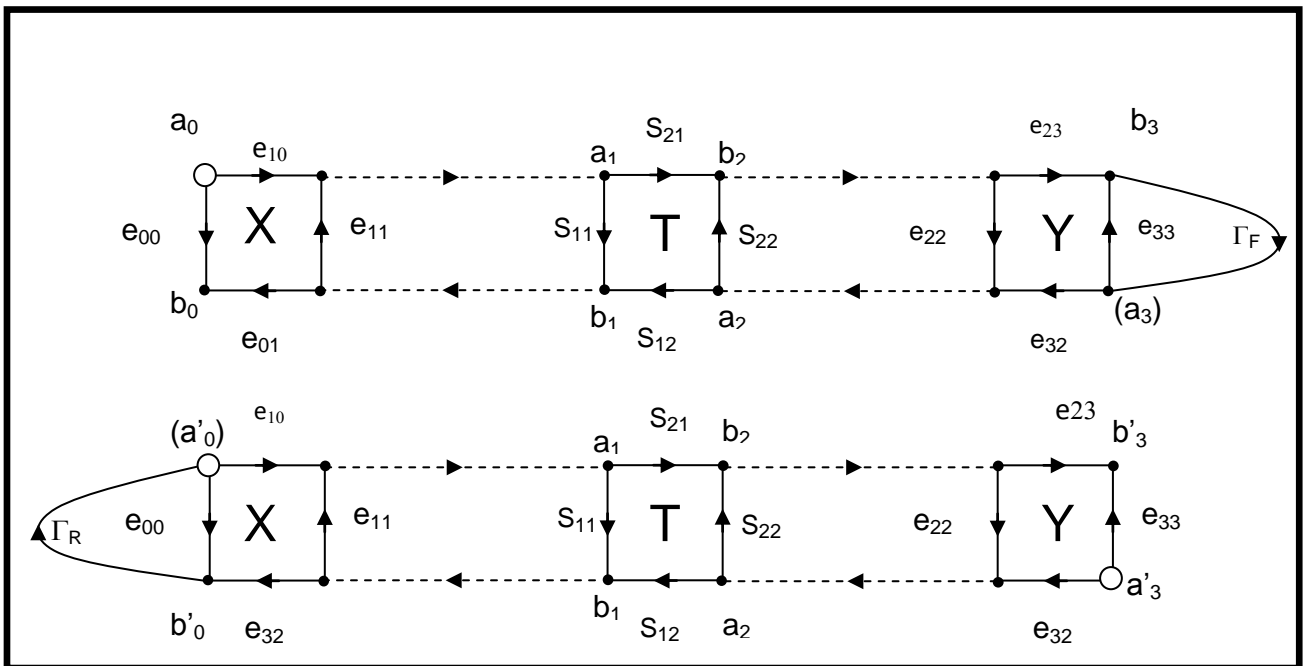 a₀ e₁₀ a₁ S₂₁ b₂ e₂₃ b₃
e₀₀ X e₁₁ S₁₁ T S₂₂ e₂₂ Y e₃₃ Γ_F
b₀ e₀₁ b₁ S₁₂ a₂ e₃₂ (a₃)
(a'₀) e₁₀ a₁ S₂₁ b₂ e23 b'₃
Γ_R e₀₀ X e₁₁ S₁₁ T S₂₂ e₂₂ Y e₃₃
b'₀ e₃₂ b₁ S₁₂ a₂ e₃₂ a'₃